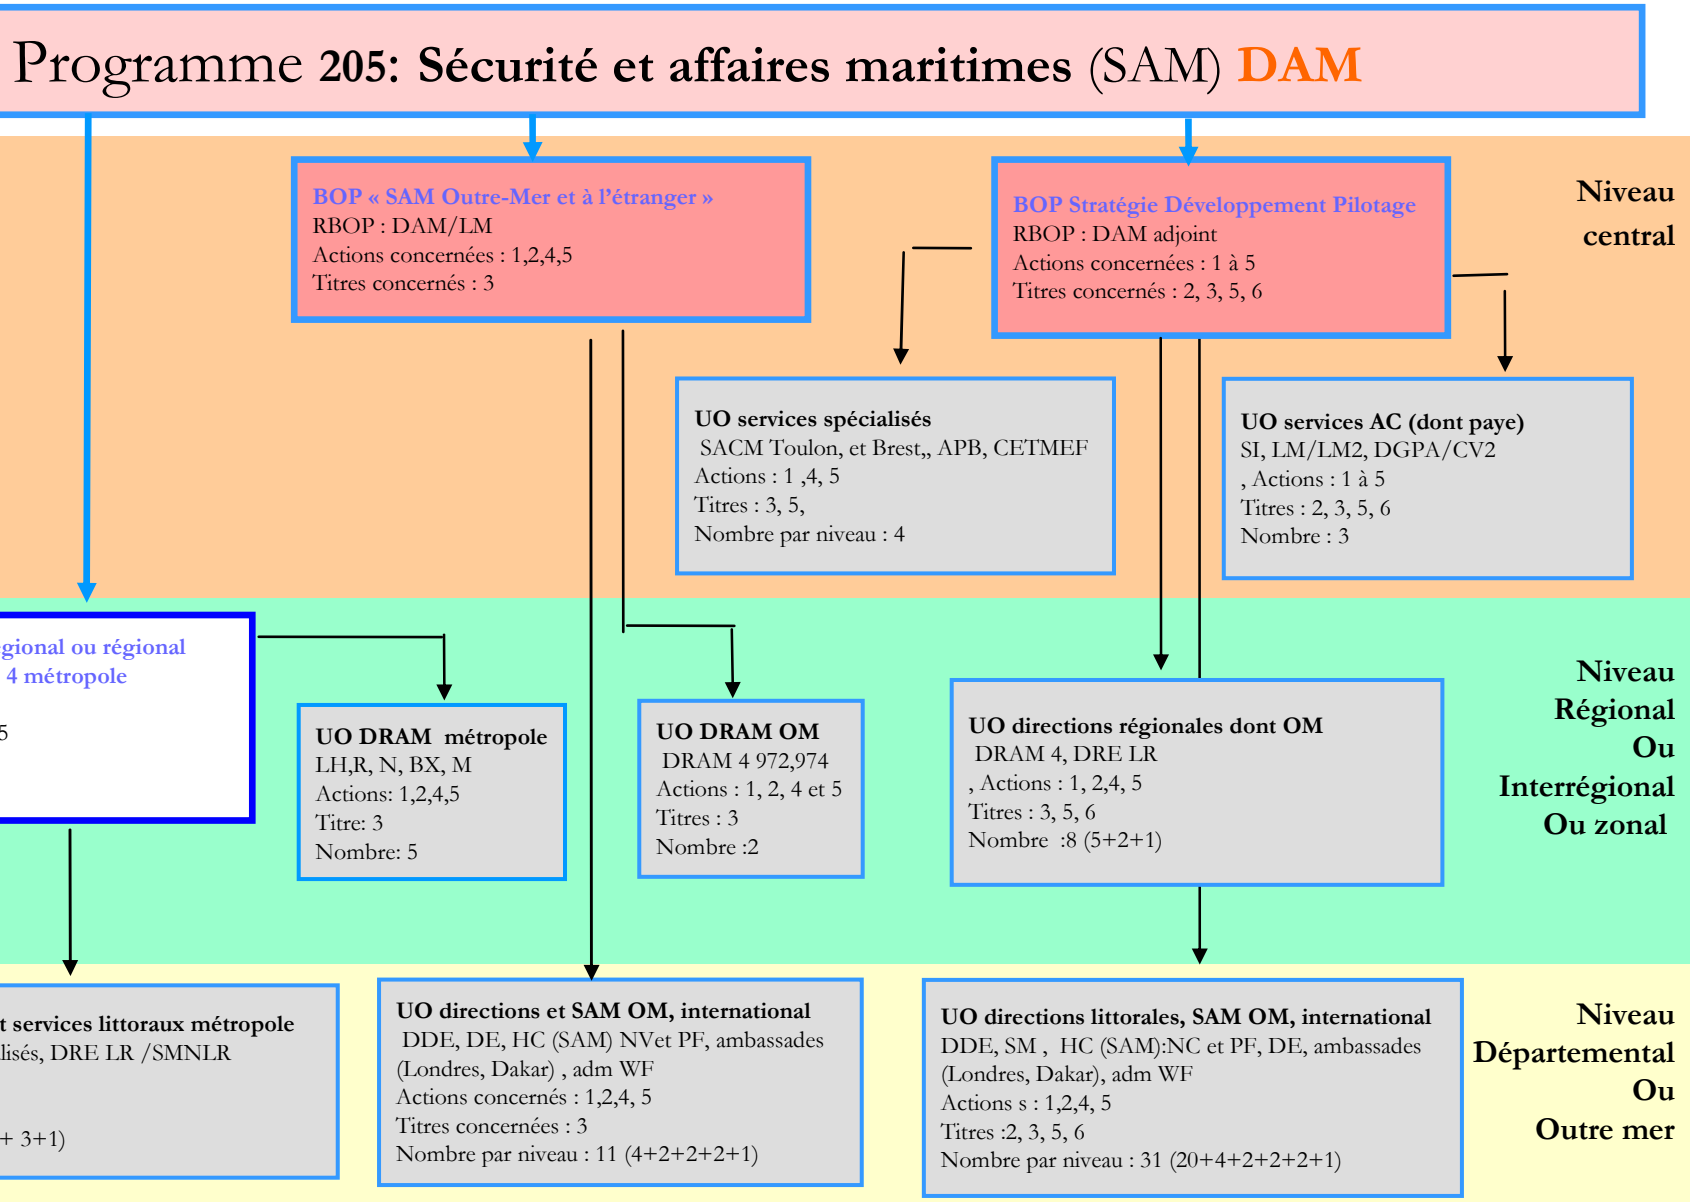 Programme 205: Sécurité et affaires maritimes (SAM) DAM
BOP « SAM Outre-Mer et à l'étranger »
RBOP : DAM/LM
Actions concernées : 1,2,4,5
Titres concernés : 3
BOP Stratégie Développement Pilotage
RBOP : DAM adjoint
Actions concernées : 1 à 5
Titres concernés : 2, 3, 5, 6
Niveau
central
UO services spécialisés
SACM Toulon, et Brest,, APB, CETMEF
Actions : 1 ,4, 5
Titres : 3, 5,
Nombre par niveau : 4
UO services AC (dont paye)
SI, LM/LM2, DGPA/CV2
, Actions : 1 à 5
Titres : 2, 3, 5, 6
Nombre : 3
gional ou régional
4 métropole
5
UO DRAM métropole
LH,R, N, BX, M
Actions: 1,2,4,5
Titre: 3
Nombre: 5
UO DRAM OM
DRAM 4 972,974
Actions : 1, 2, 4 et 5
Titres : 3
Nombre :2
UO directions régionales dont OM
DRAM 4, DRE LR
, Actions : 1, 2,4, 5
Titres : 3, 5, 6
Nombre :8 (5+2+1)
Niveau
Régional
Ou
Interrégional
Ou zonal
t services littoraux métropole
lisés, DRE LR /SMNLR
+ 3+1)
UO directions et SAM OM, international
DDE, DE, HC (SAM) NVet PF, ambassades
(Londres, Dakar) , adm WF
Actions concernés : 1,2,4, 5
Titres concernées : 3
Nombre par niveau : 11 (4+2+2+2+1)
UO directions littorales, SAM OM, international
DDE, SM , HC (SAM):NC et PF, DE, ambassades
(Londres, Dakar), adm WF
Actions s : 1,2,4, 5
Titres :2, 3, 5, 6
Nombre par niveau : 31 (20+4+2+2+2+1)
Niveau
Départemental
Ou
Outre mer